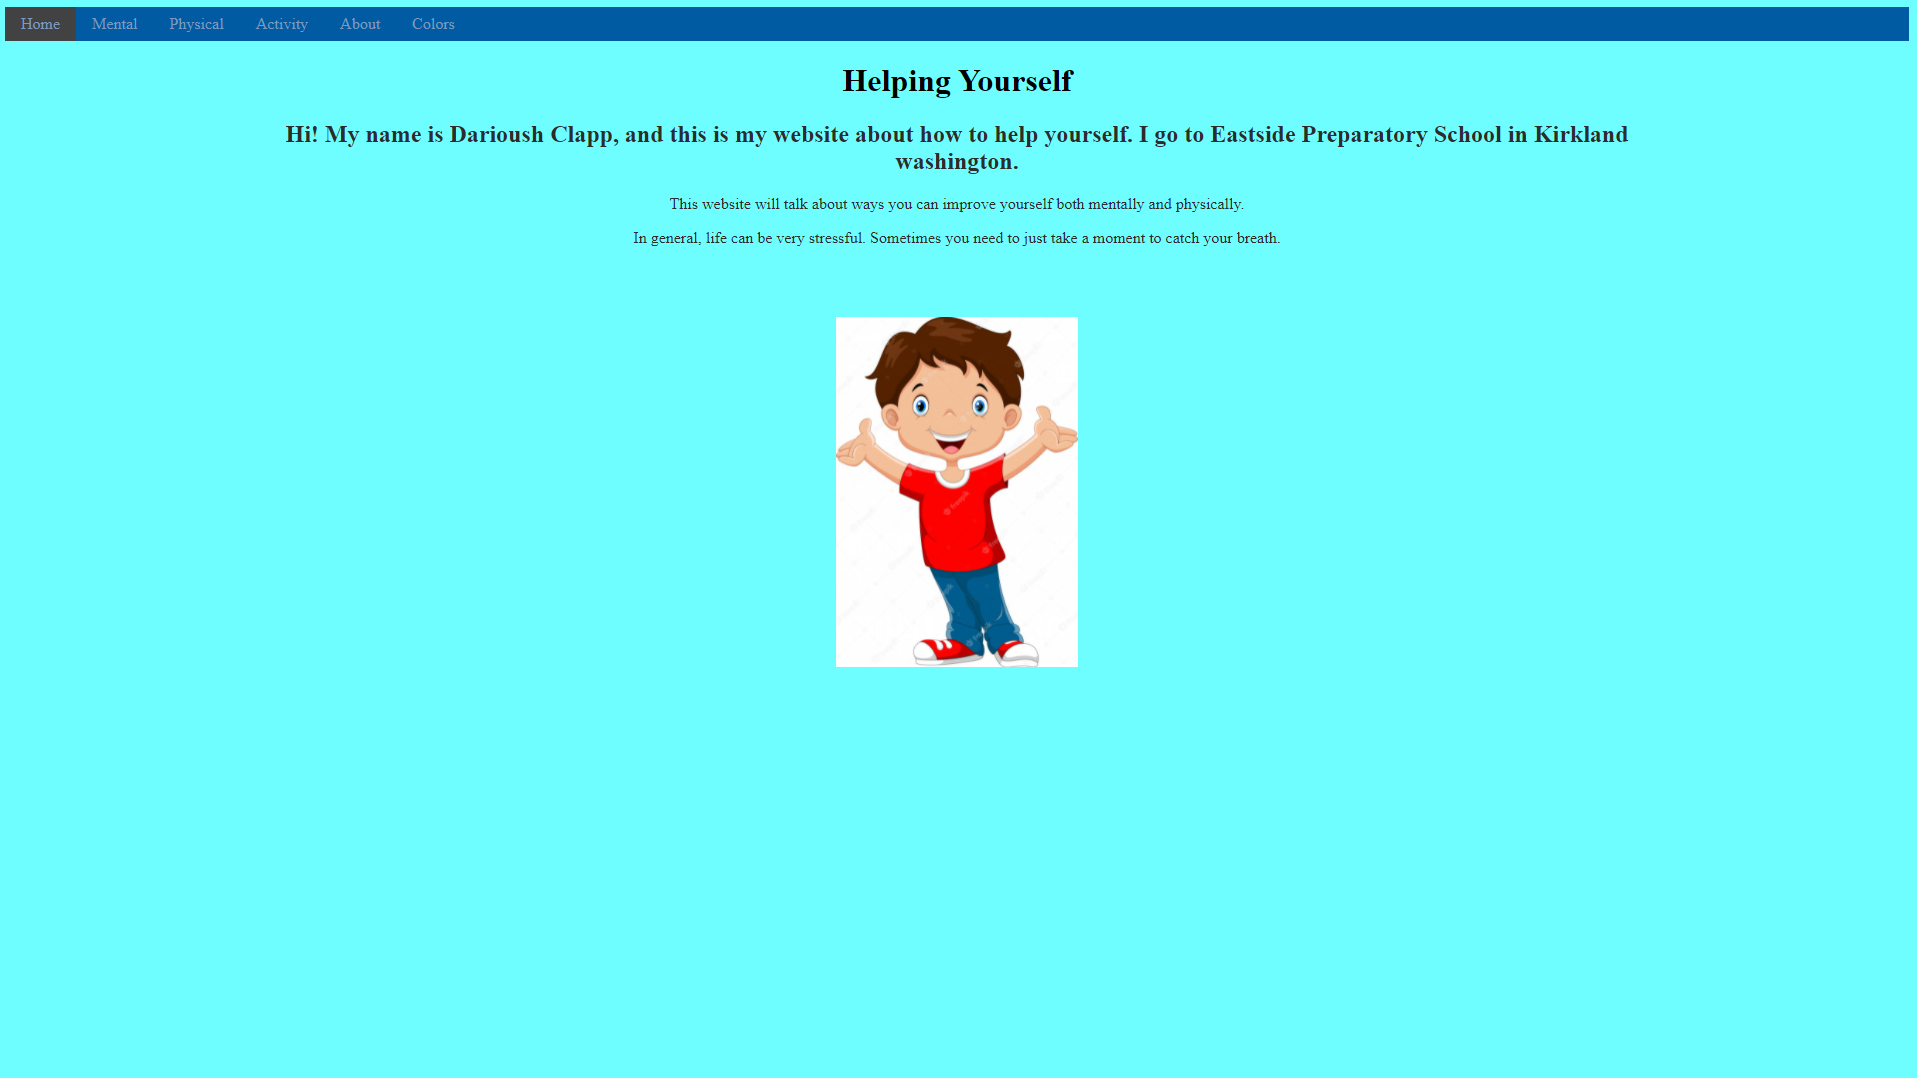 Home Mental Physical Activity About Colors
Helping Yourself
Hi! My name is Darioush Clapp, and this is my website about how to help yourself. I go to Eastside Preparatory School in Kirkland
washington.
This website will talk about ways you can improve yourself both mentally and physically.
In general, life can be very stressful. Sometimes you need to just take a moment to catch your breath.
freepik